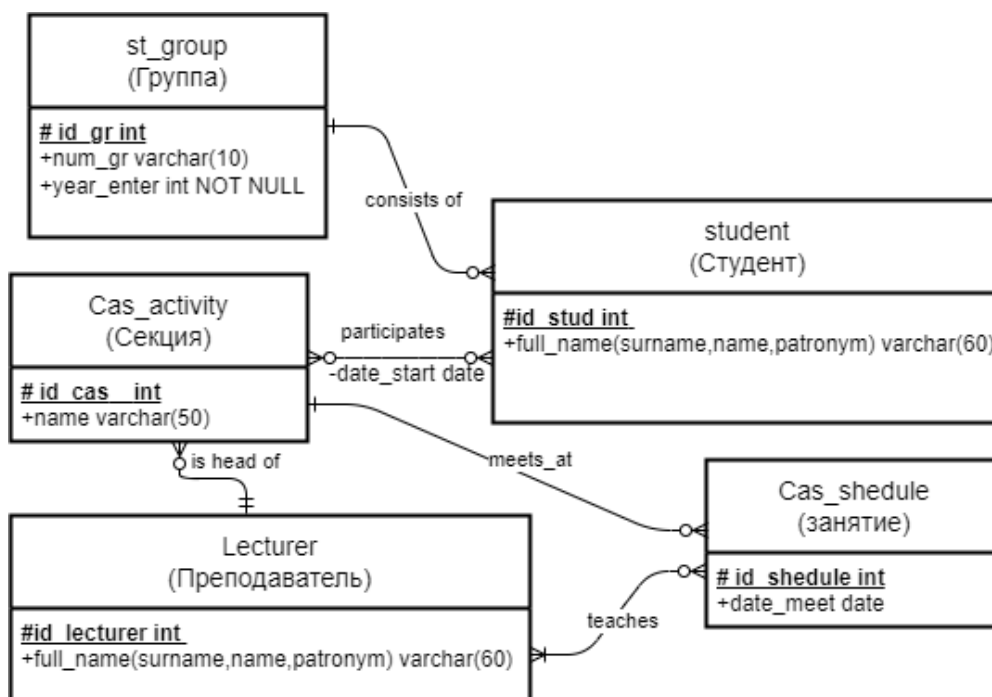 st_group
(Группа)
# id_gr int
+num_gr varchar(10)
+year_enter int NOT NULL
consists of
student
(Студент)
#id_stud int
+full_name(surname,name,patronym) varchar(60)
Cas_activity
(Секция)
# id_cas int
+name varchar(50)
participates
-date_start date
is head of
meets_at
Cas_shedule
(занятие)
# id_shedule int
+date_meet date
Lecturer
(Преподаватель)
#id_lecturer int
+full_name(surname,name,patronym) varchar(60)
teaches